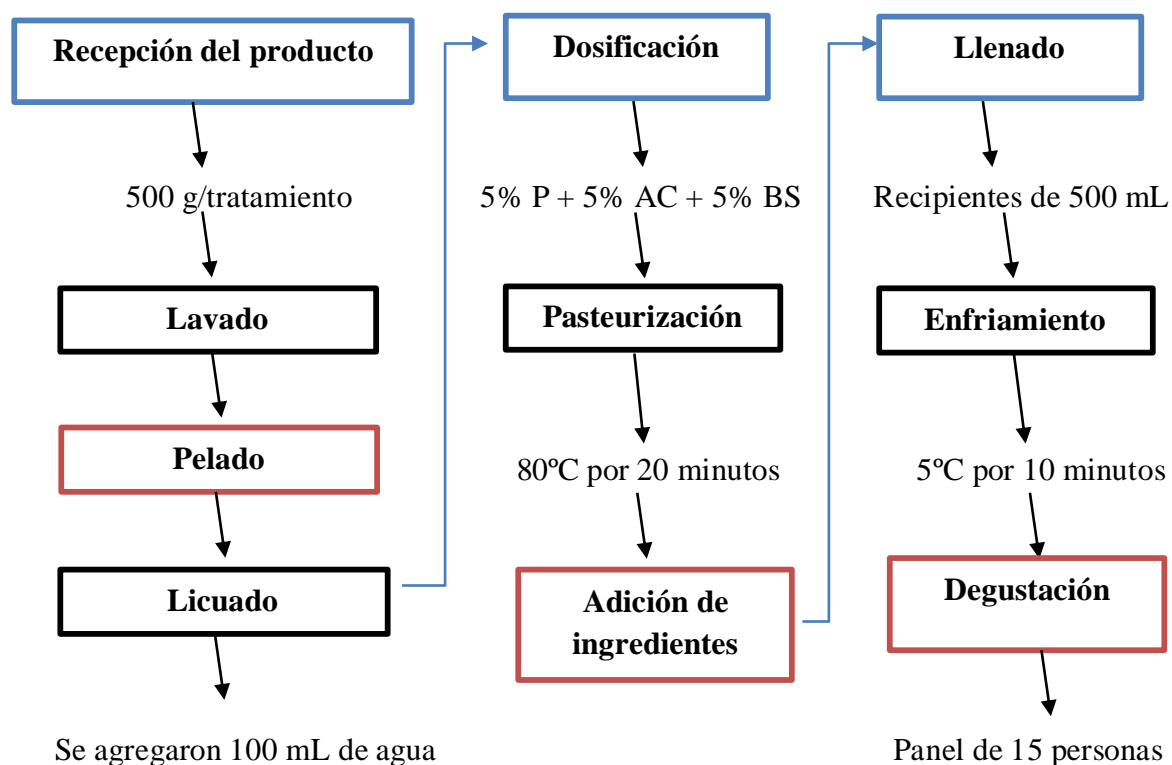 Recepción del producto
500 g/tratamiento
Lavado
Pelado
Licuado
Se agregaron 100 mL de agua
Dosificación
5% P + 5% AC + 5% BS
Pasteurización
80ºC por 20 minutos
Adición de
ingredientes
Llenado
Recipientes de 500 mL
Enfriamiento
5ºC por 10 minutos
Degustación
Panel de 15 personas